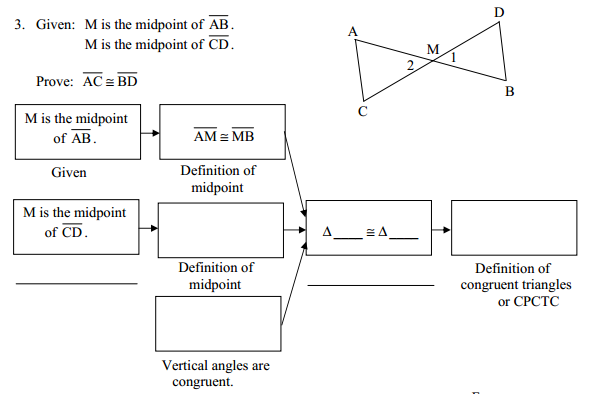 3. Given: M is the midpoint of AB.
M is the midpoint of CD.
Prove: AC ≅ BD
A
D
M
1
2
B
C
M is the midpoint
of AB.
AM ≅ MB
Given
Definition of
midpoint
M is the midpoint
of CD.
Δ____ ≅ Δ____
Definition of
midpoint
Definition of
congruent triangles
or CPCTC
Vertical angles are
congruent.